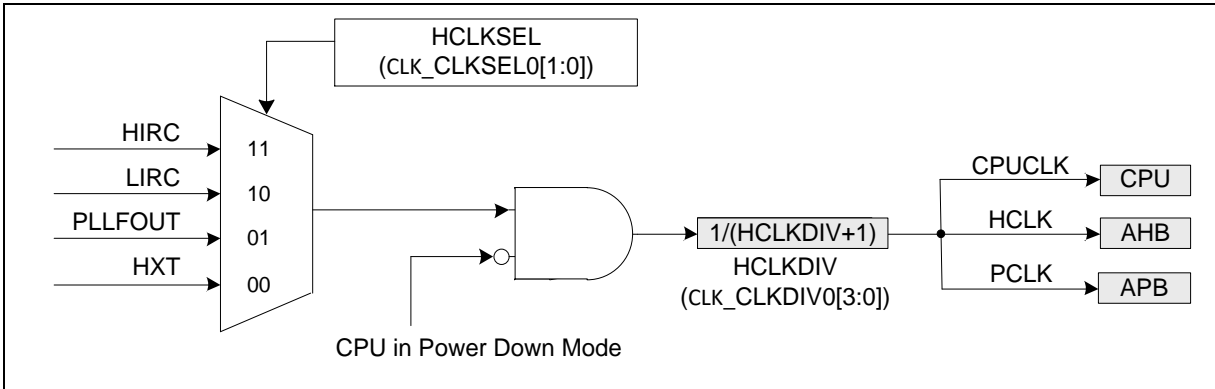 HCLKSEL
(CLK_CLKSEL0[1:0])
HIRC
11
LIRC
10
PLLFOUT
01
HXT
00
1/(HCLKDIV+1)
HCLKDIV
(CLK_CLKDIV0[3:0])
CPUCLK
CPU
HCLK
AHB
PCLK
APB
CPU in Power Down Mode